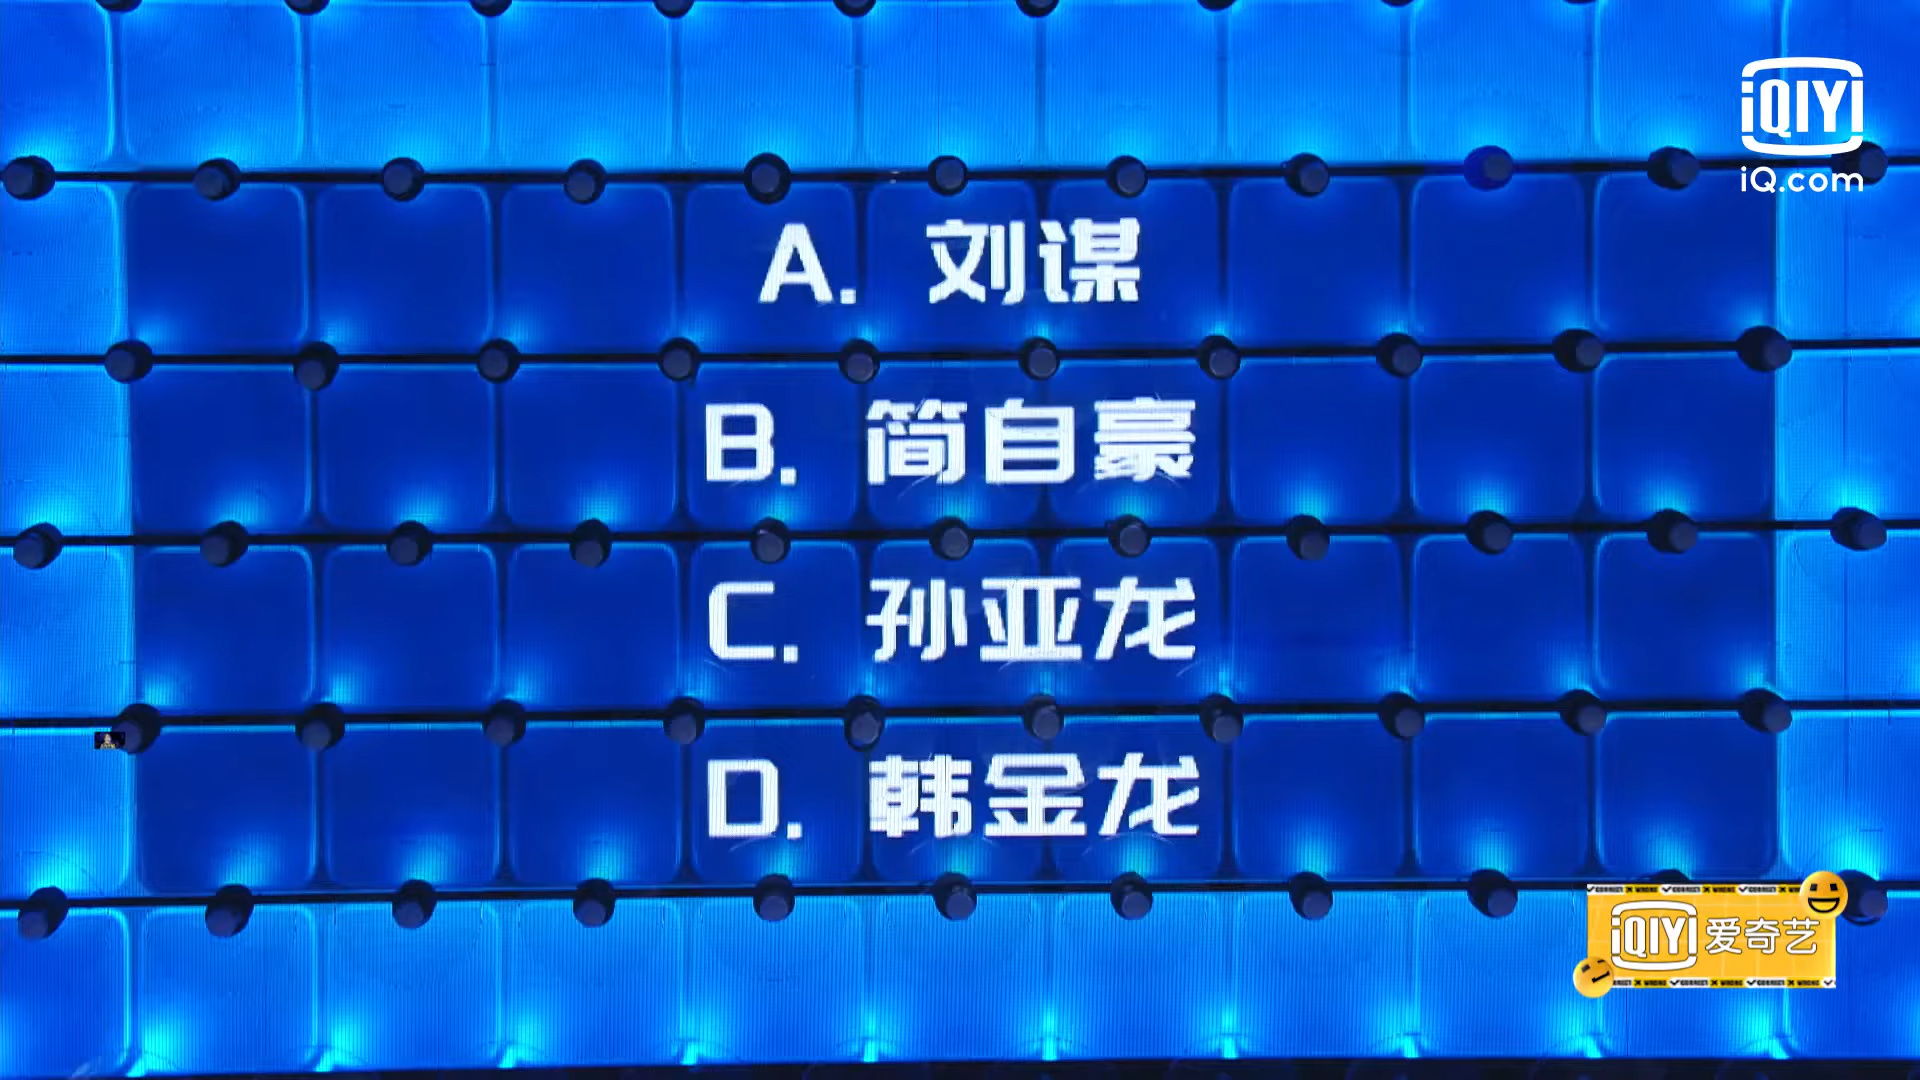 iQIYI
iQ.com
A. 刘谋
B. 简自豪
C. 孙亚龙
D. 韩金龙
iQIYI 爱奇艺